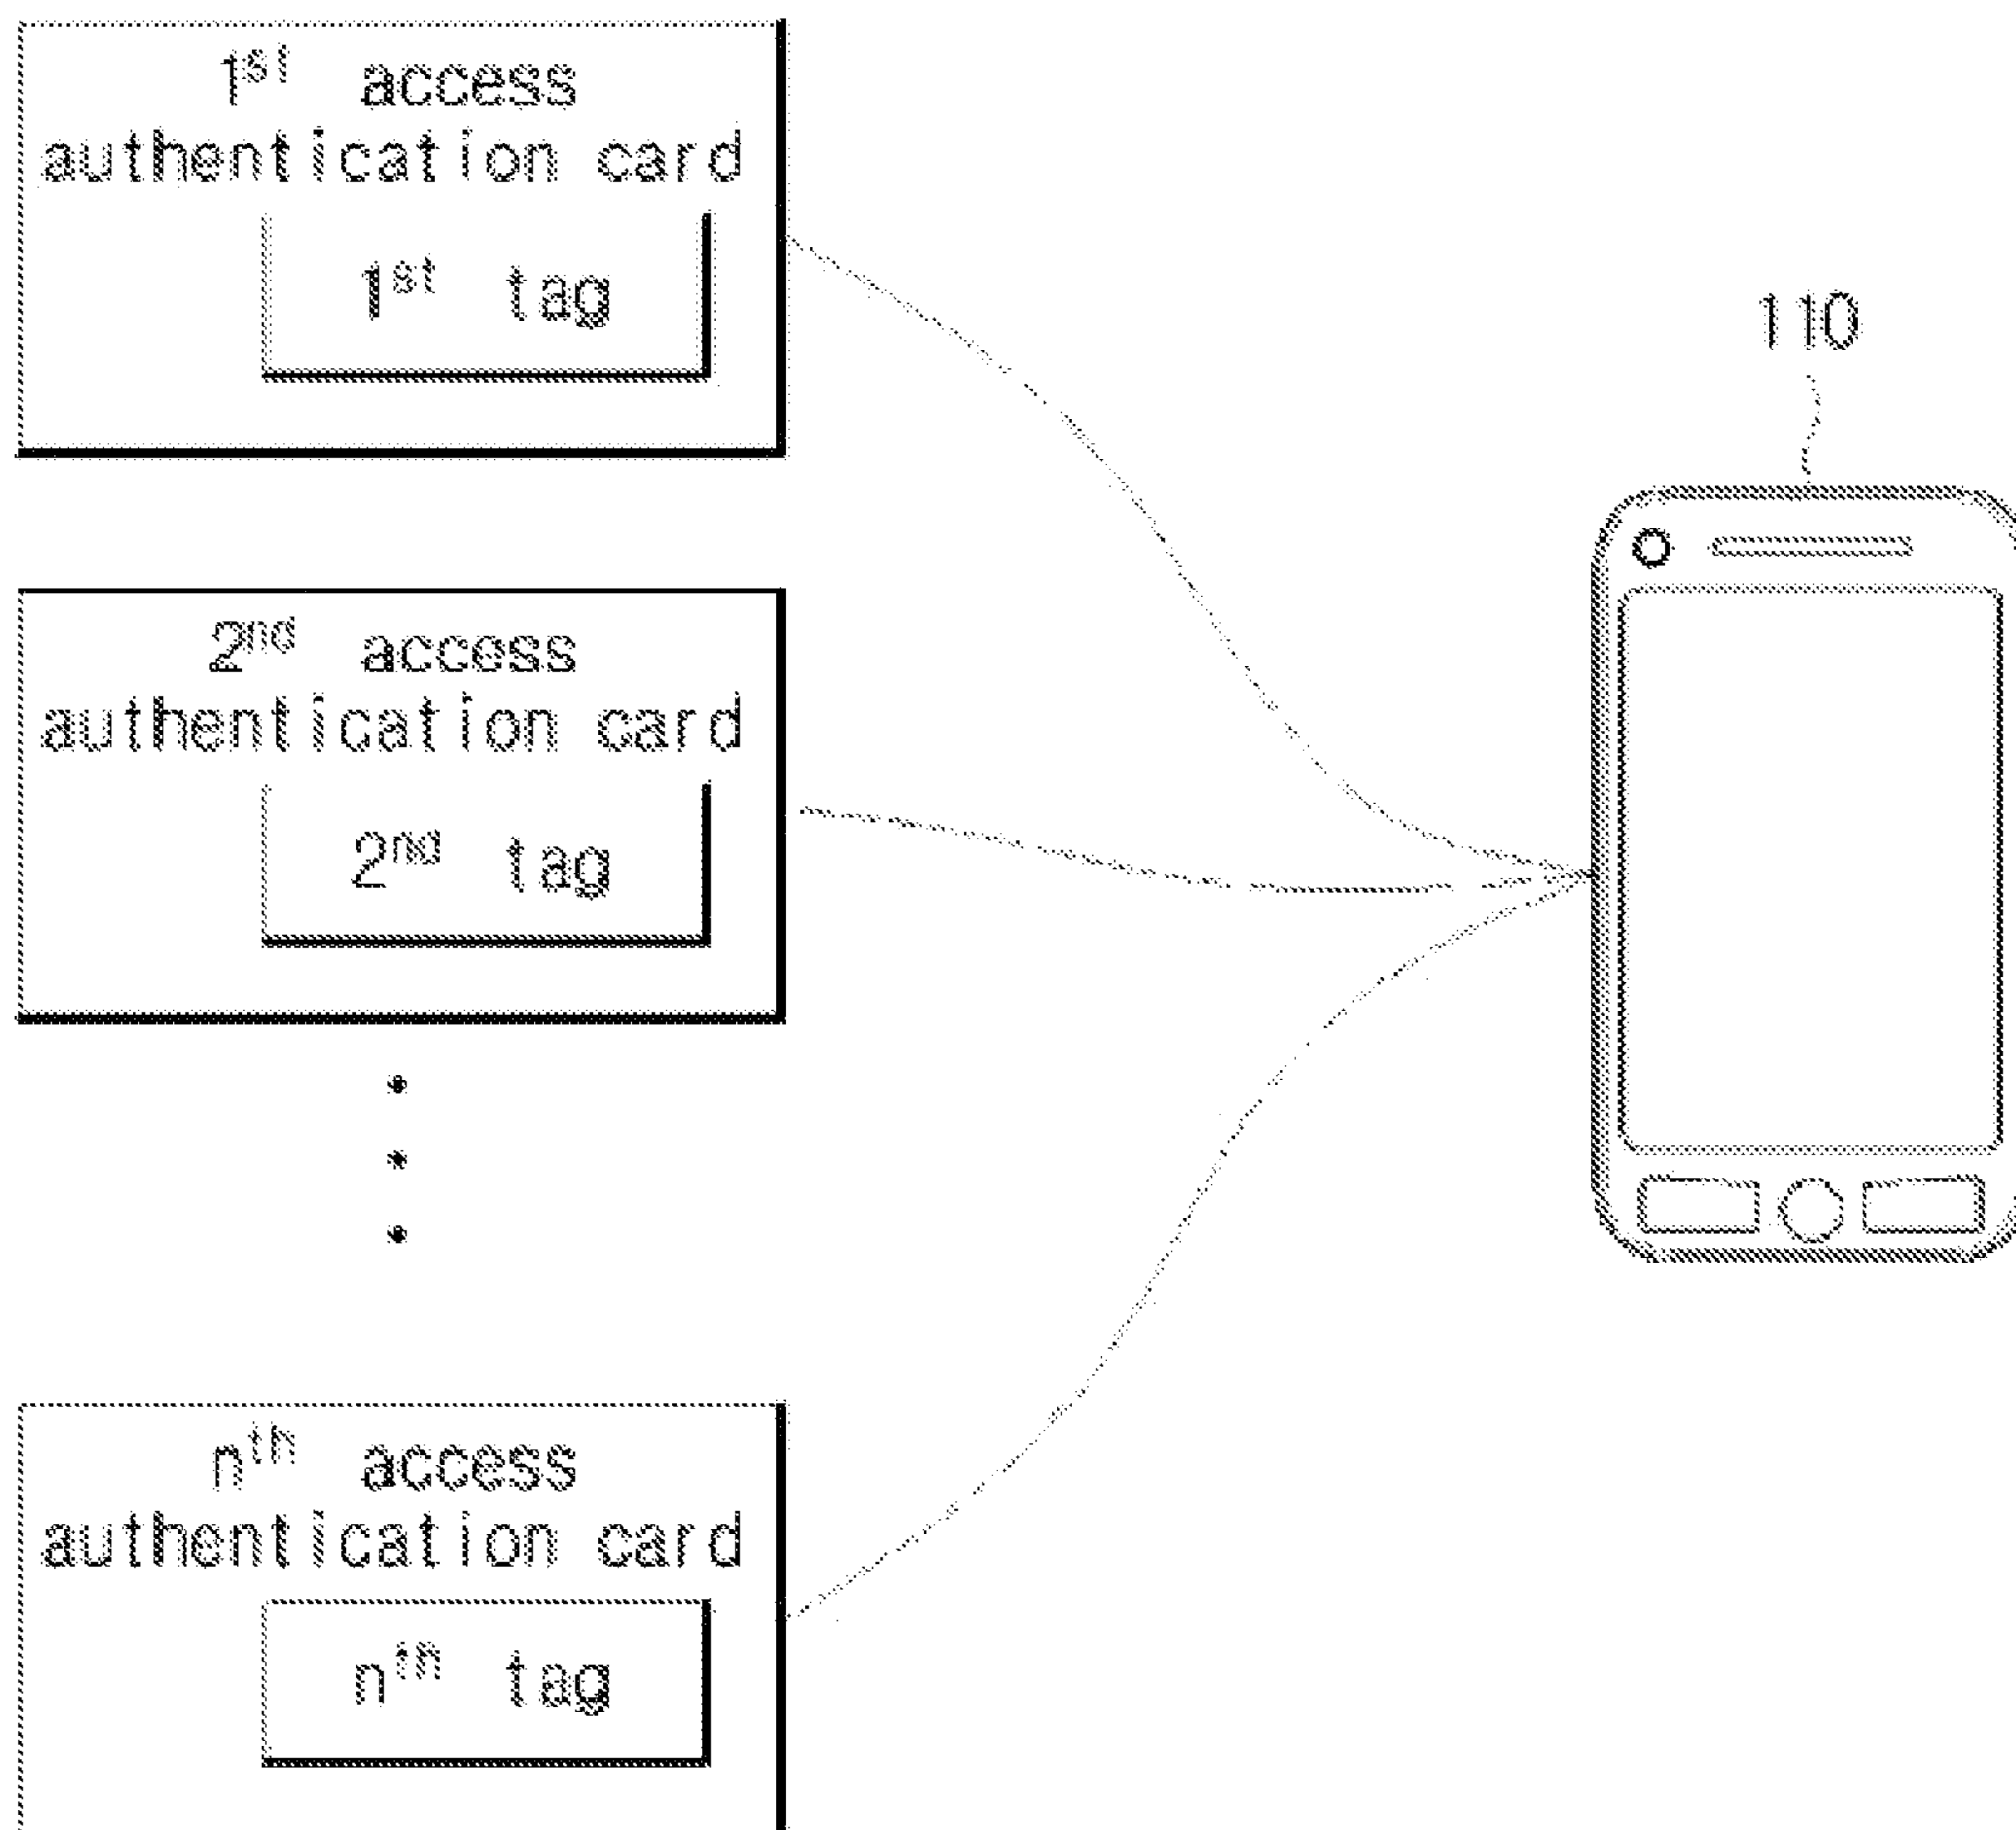 1st access
authentication card
1st tag
110
2nd access
authentication card
2nd tag
nth access
authentication card
nth tag